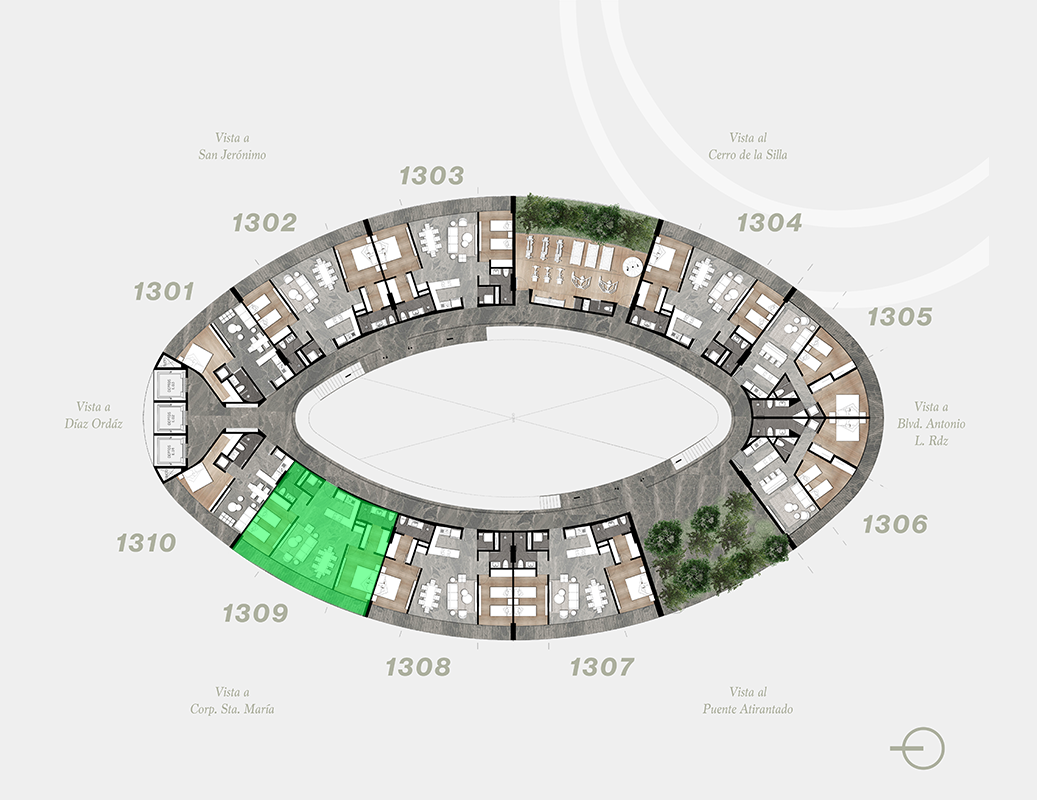 Vista a
San Jerónimo
Vista al
Cerro de la Silla
1303
1302
1304
1301
1305
Vista a
Díaz Ordáz
Vista a
Blvd. Antonio
L. Rdz
1310
1306
1309
1308
1307
Vista a
Corp. Sta. María
Vista al
Puente Atirantado